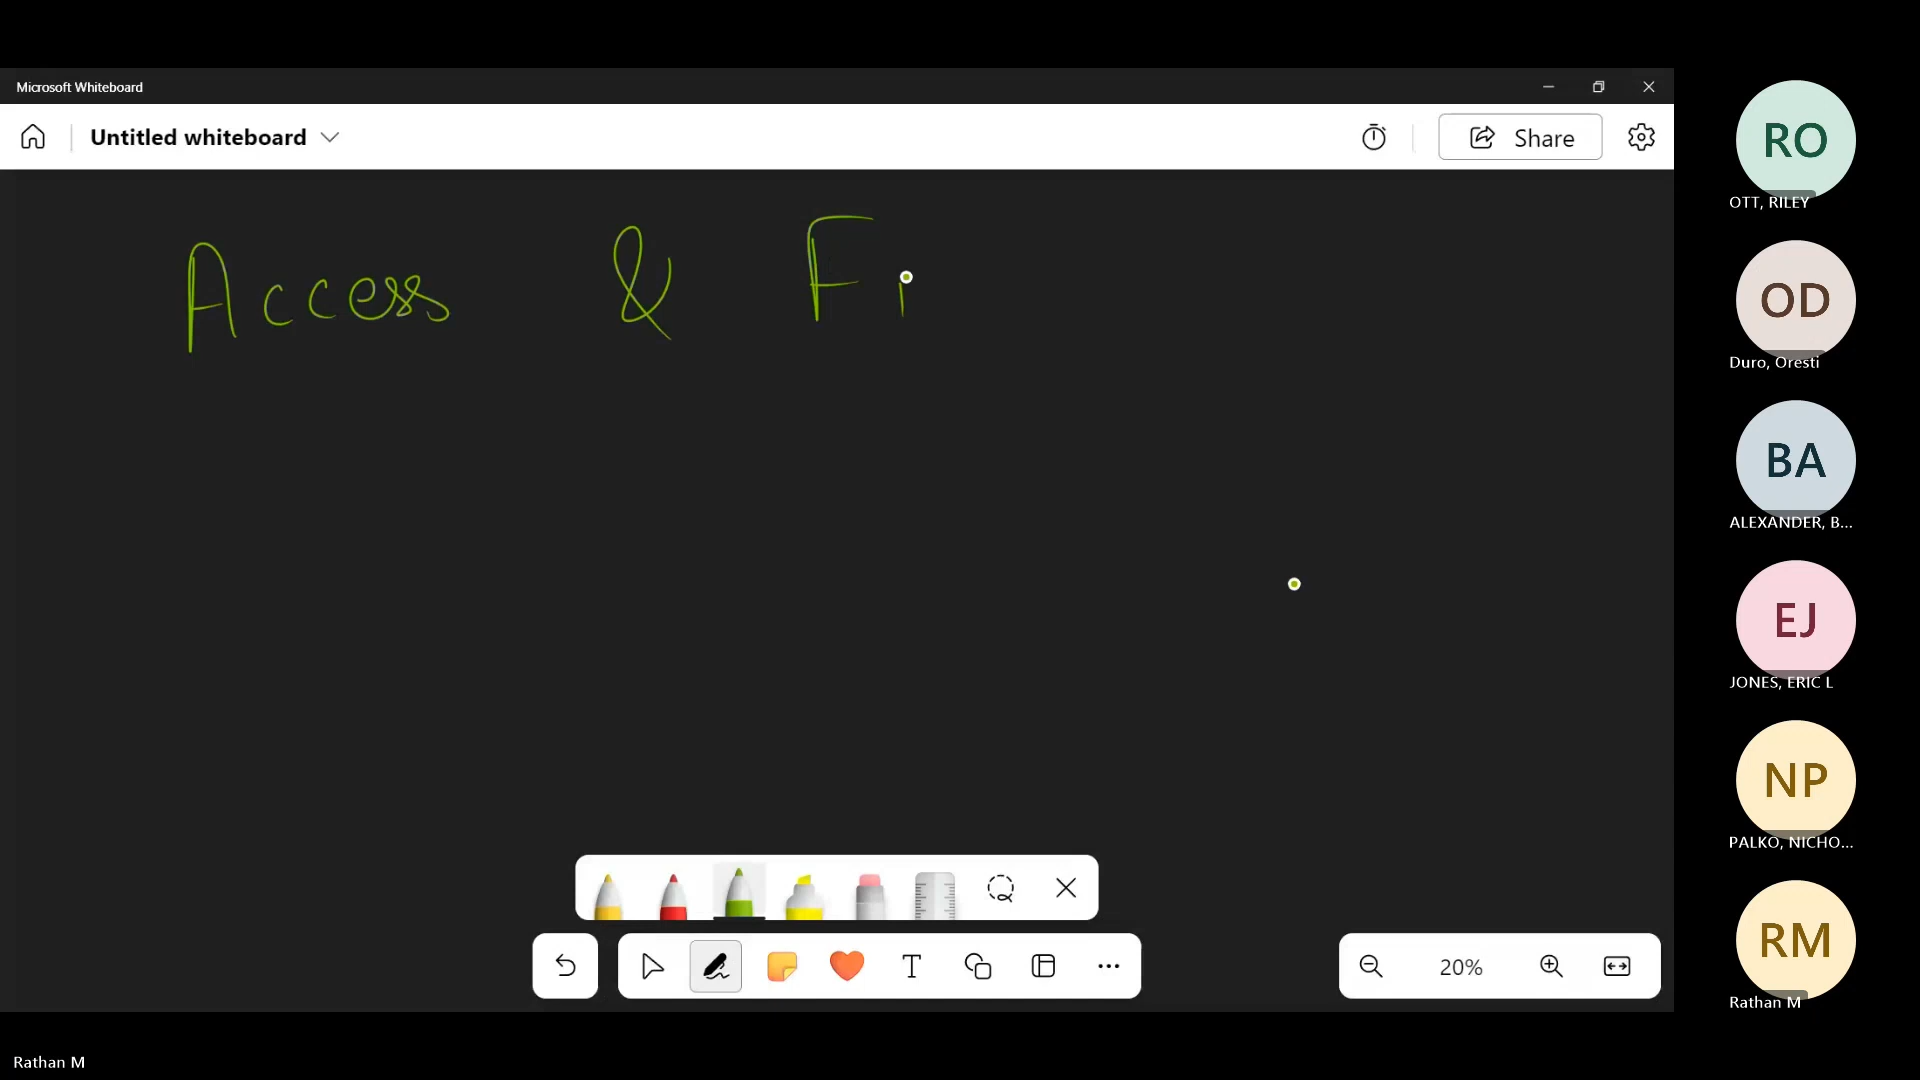 Microsoft Whiteboard
Untitled whiteboard
Share
Access & Fi
T
20%
RO
OTT, RILEY
OD
Duro, Oresti
BA
ALEXANDER, B...
EJ
JONES, ERIC L
NP
PALKO, NICHO...
RM
Rathan M
Rathan M